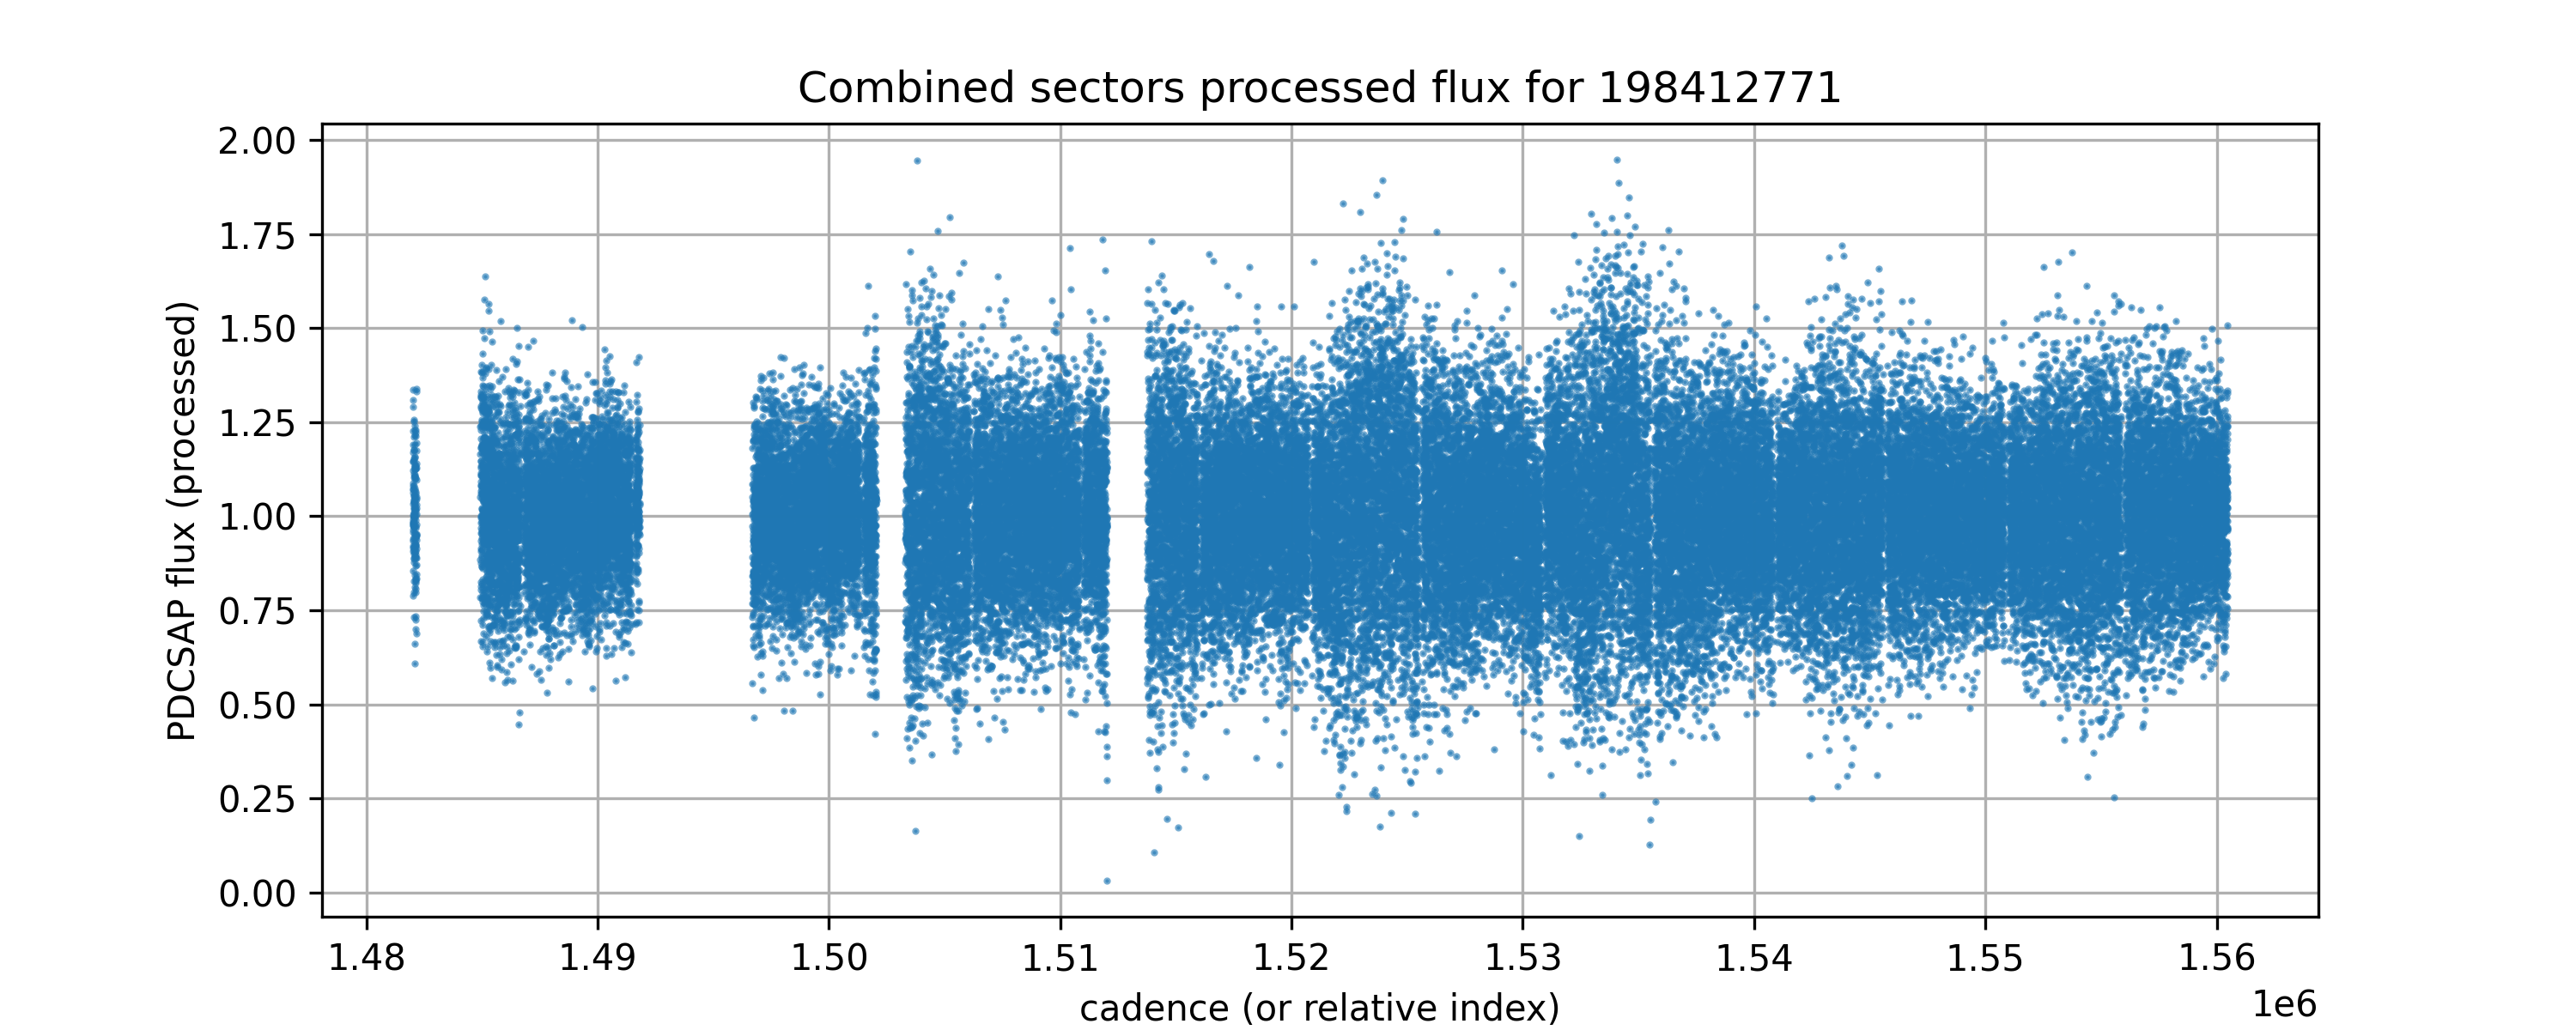 Combined sectors processed flux for 198412771
2.00
1.75
1.50
1.25
1.00
0.75
0.50
0.25
0.00
PDCSAP flux (processed)
1.48 1.49 1.50 1.51 1.52 1.53 1.54 1.55 1.56
1e6
cadence (or relative index)